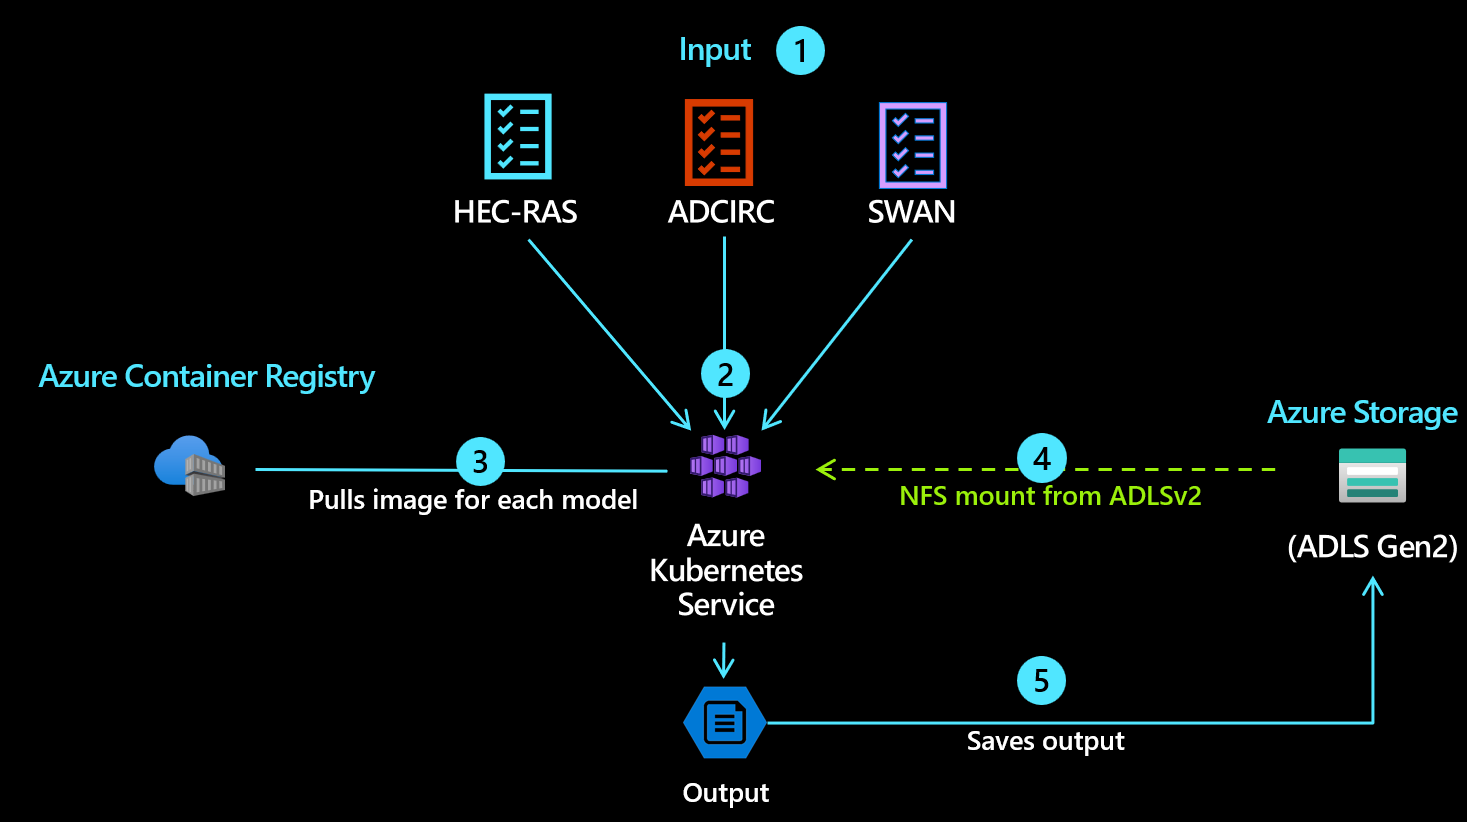 Input 1
HEC-RAS
ADCIRC
SWAN
2
Azure Container Registry
3
Pulls image for each model
Azure
Kubernetes
Service
4
NFS mount from ADLSv2
Azure Storage
(ADLS Gen2)
5
Saves output
Output